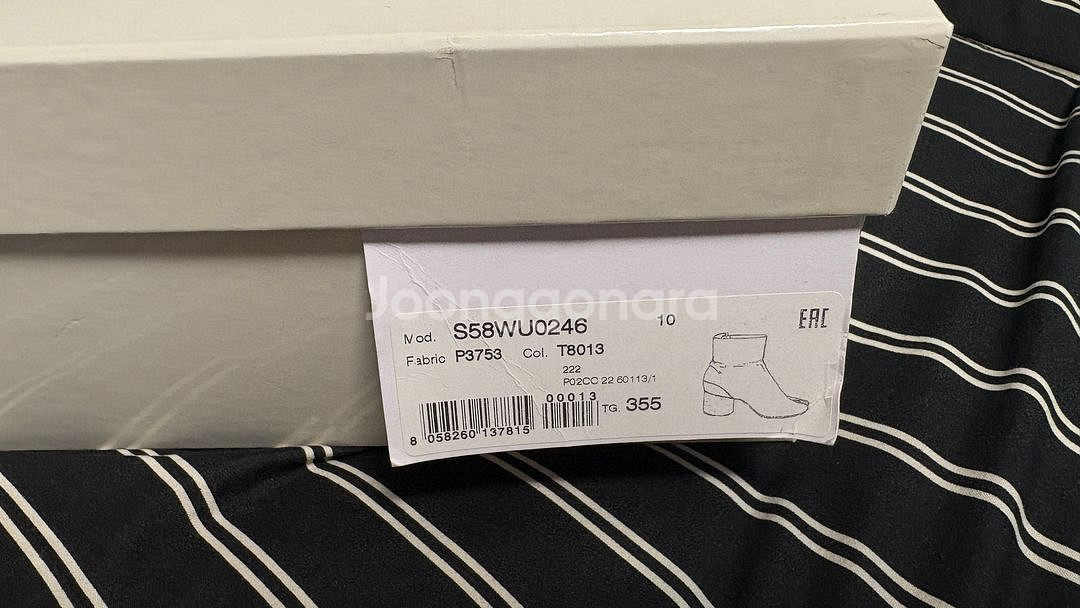 Joonggonara
Mod. S58WU0246 10 EAC
Fabric P3753 Col. T8013
222
P02CC 22 60113/1
00013
TG. 355
8 058260 137815